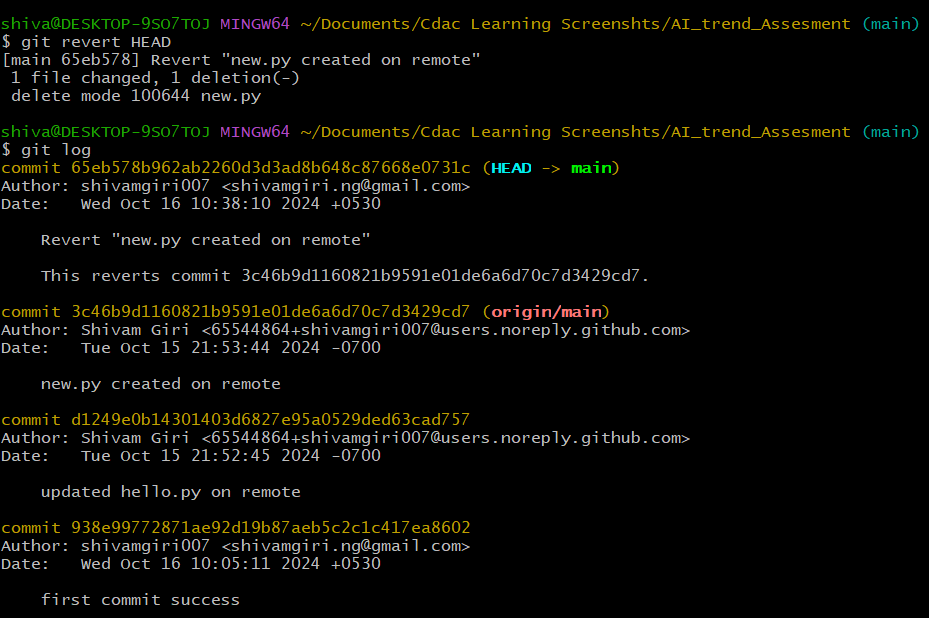 shiva@DESKTOP-9SO7TOJ MINGW64 ~/Documents/Cdac Learning Screenshts/AI_trend_Assesment (main)
$ git revert HEAD
[main 65eb578] Revert "new.py created on remote"
 1 file changed, 1 deletion(-)
 delete mode 100644 new.py
shiva@DESKTOP-9SO7TOJ MINGW64 ~/Documents/Cdac Learning Screenshts/AI_trend_Assesment (main)
$ git log
commit 65eb578b962ab2260d3d3ad8b648c87668e0731c (HEAD -> main)
Author: shivamgiri007 <shivamgiri.ng@gmail.com>
Date:   Wed Oct 16 10:38:10 2024 +0530
    Revert "new.py created on remote"
    This reverts commit 3c46b9d1160821b9591e01de6a6d70c7d3429cd7.
commit 3c46b9d1160821b9591e01de6a6d70c7d3429cd7 (origin/main)
Author: Shivam Giri <65544864+shivamgiri007@users.noreply.github.com>
Date:   Tue Oct 15 21:53:44 2024 -0700
    new.py created on remote
commit d1249e0b14301403d6827e95a0529ded63cad757
Author: Shivam Giri <65544864+shivamgiri007@users.noreply.github.com>
Date:   Tue Oct 15 21:52:45 2024 -0700
    updated hello.py on remote
commit 938e99772871ae92d19b87aeb5c2c1c417ea8602
Author: shivamgiri007 <shivamgiri.ng@gmail.com>
Date:   Wed Oct 16 10:05:11 2024 +0530
    first commit success